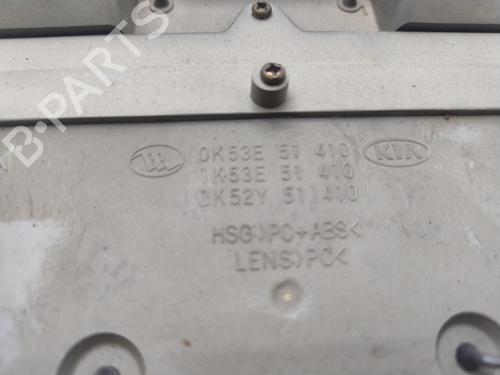 B-PARTS
0K53E 51 410 KIA
1K53E 51 410
0K52Y 51 410
HSG>PC+ABS<
LENS>PC<